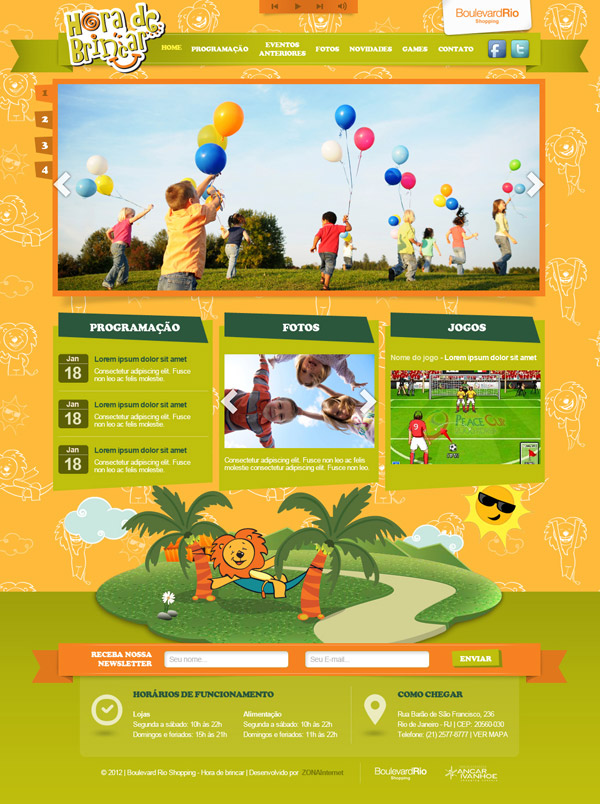 BoulevardRio
Shopping
Hora de
Brincar
HOME
PROGRAMAÇÃO
EVENTOS
ANTERIORES
FOTOS
NOVIDADES
GAMES
CONTATO
1
2
3
4
PROGRAMAÇÃO
Jan
18
Lorem ipsum dolor sit amet
Consectetur adipiscing elit. Fusce
non leo ac felis molestie.
Jan
18
Lorem ipsum dolor sit amet
Consectetur adipiscing elit. Fusce
non leo ac felis molestie.
Jan
18
Lorem ipsum dolor sit amet
Consectetur adipiscing elit. Fusce
non leo ac felis molestie.
FOTOS
Consectetur adipiscing elit. Fusce non leo ac felis
molestie consectetur adipiscing elit. Fusce non leo.
JOGOS
Nome do jogo - Lorem ipsum dolor sit amet
9
PEACE CUP
RECEBA NOSSA
NEWSLETTER
Seu nome...
Seu E-mail...
ENVIAR
HORÁRIOS DE FUNCIONAMENTO
Lojas
Segunda a sábado: 10h às 22h
Domingos e feriados: 15h às 21h
Alimentação
Segunda a sábado: 10h às 22h
Domingos e feriados: 11h às 22h
COMO CHEGAR
Rua Barão de São Francisco, 236
Rio de Janeiro - RJ | CEP: 20560-030
Telefone: (21) 2577-8777 | VER MAPA
© 2012 | Boulevard Rio Shopping - Hora de brincar | Desenvolvido por ZONAInternet
BoulevardRio
Shopping
ANCAR
IVANHOE